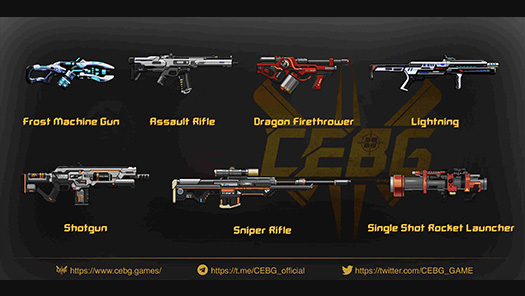 Frost Machine Gun
Assault Rifle
Dragon Firethrower
Lightning
CEBG
Shotgun
Sniper Rifle
Single Shot Rocket Launcher
https://www.cebg.games/
https://t.me/CEBG_official
https://twitter.com/CEBG_GAME